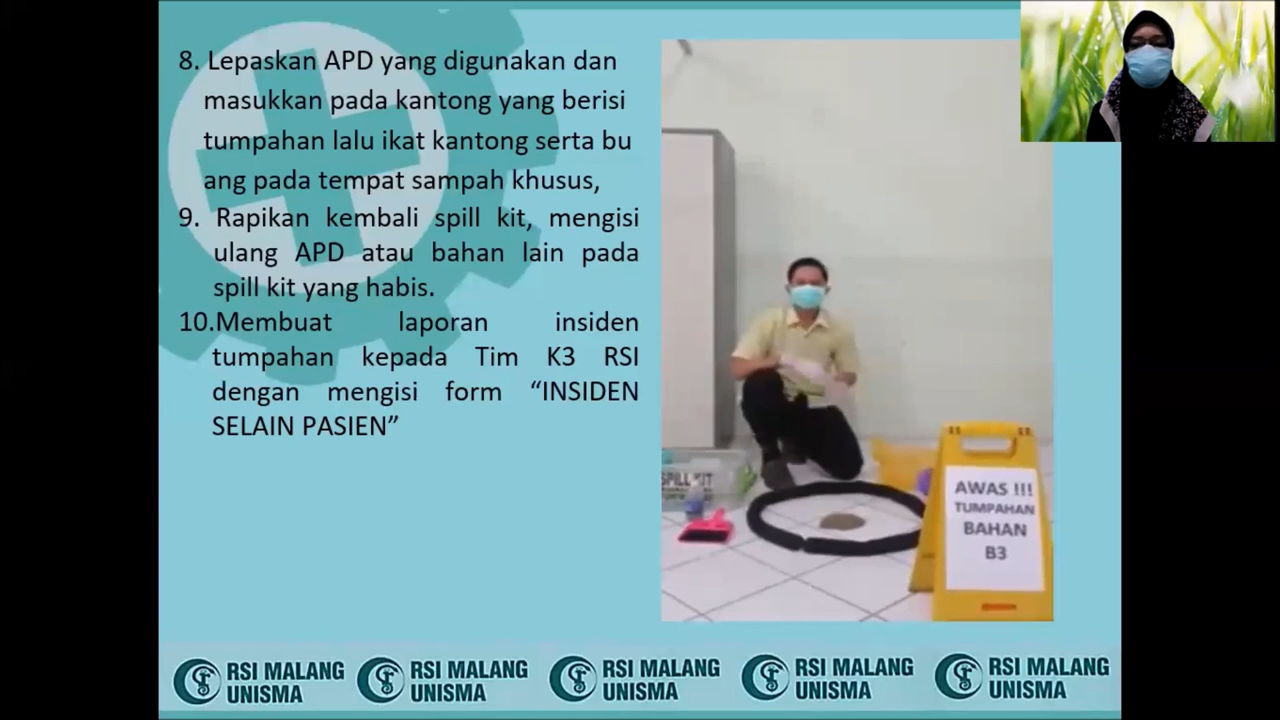 8. Lepaskan APD yang digunakan dan
masukkan pada kantong yang berisi
tumpahan lalu ikat kantong serta bu
ang pada tempat sampah khusus,
9. Rapikan kembali spill kit, mengisi
ulang APD atau bahan lain pada
spill kit yang habis.
10.Membuat laporan insiden
tumpahan kepada Tim K3 RSI
dengan mengisi form “INSIDEN
SELAIN PASIEN”
SPILL KIT
AWAS !!!
TUMPAHAN
BAHAN
B3
RSI MALANG
UNISMA
RSI MALANG
UNISMA
RSI MALANG
UNISMA
RSI MALANG
UNISMA
RSI MALANG
UNISMA